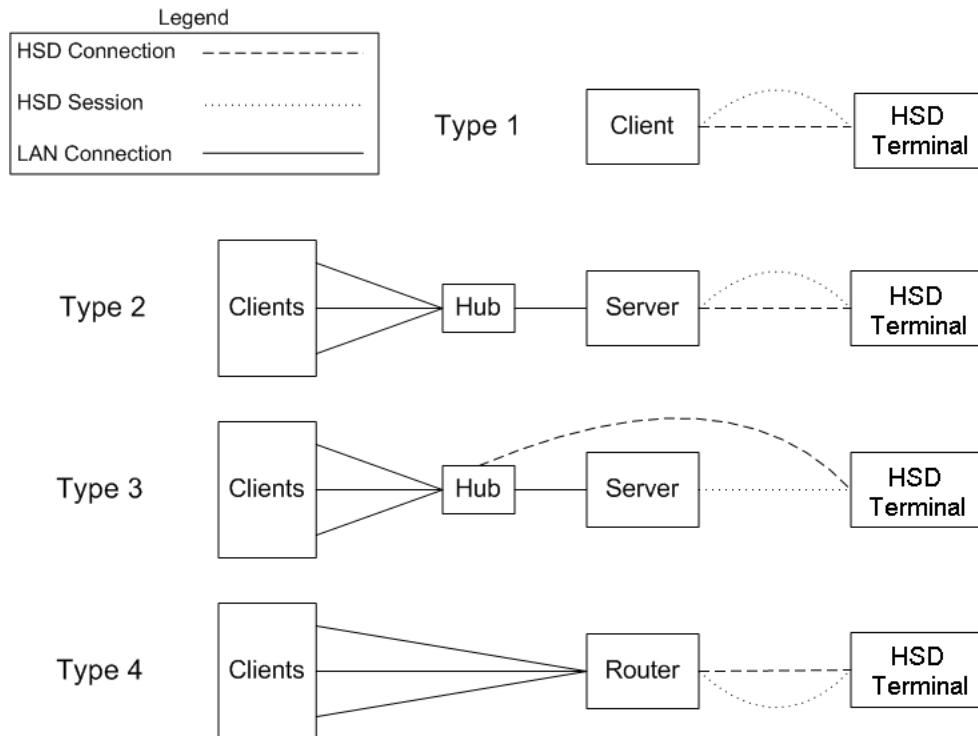 Legend
HSD Connection
HSD Session
LAN Connection
Type 1
Client
HSD
Terminal
Type 2
Clients
Hub
Server
HSD
Terminal
Type 3
Clients
Hub
Server
HSD
Terminal
Type 4
Clients
Router
HSD
Terminal